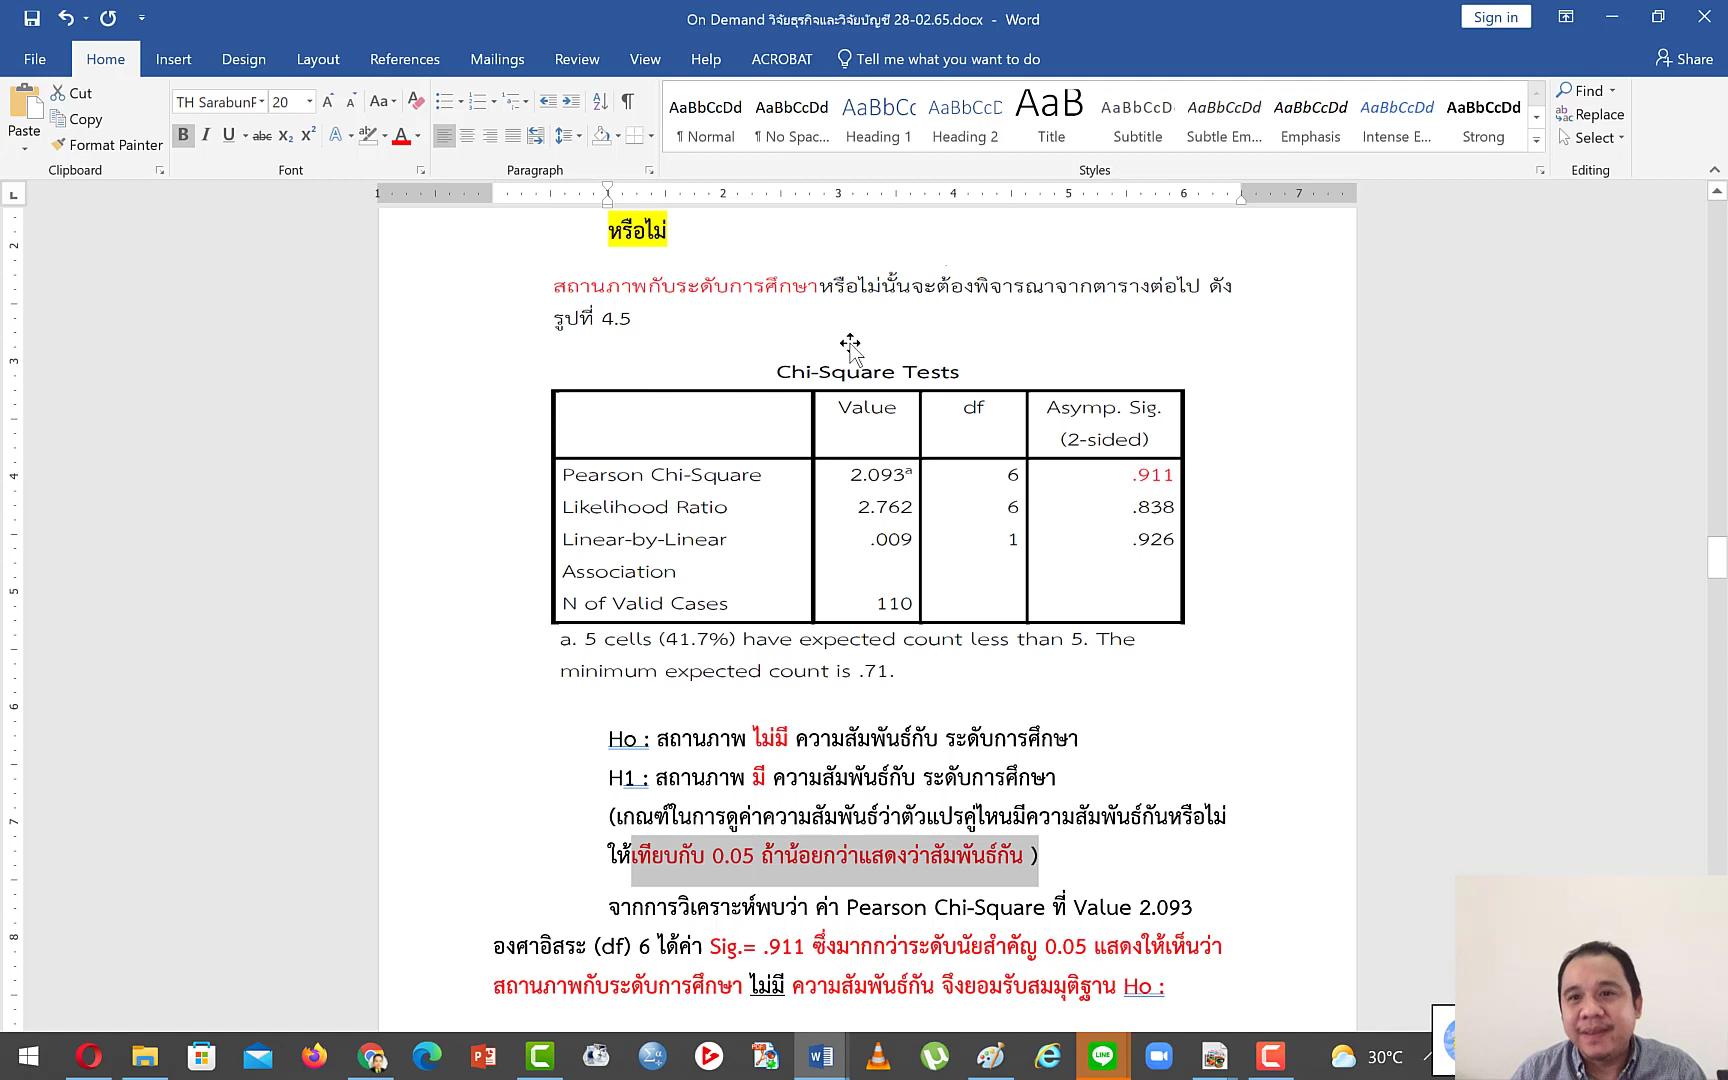 On Demand วิจัยธุรกิจและวิจัยบัญชี 28-02.65.docx - Word
Sign in
File Home Insert Design Layout References Mailings Review View Help ACROBAT Tell me what you want to do Share
Paste
Cut
Copy
Format Painter
Clipboard
TH SarabunP 20
Font
Paragraph
AaBbCcDd AaBbCcDd AaBbCc AaBbCcD AaB AaBbCcD AaBbCcDd AaBbCcDd AaBbCcDd AaBbCcDd
¶ Normal ¶ No Spac... Heading 1 Heading 2 Title Subtitle Subtle Em... Emphasis Intense E... Strong
Styles
Find
Replace
Select
Editing
1 1 2 3 4 5 6 7
2
3
4
5
6
7
8
หรือไม่
สถานภาพกับระดับการศึกษาหรือไม่นั้นจะต้องพิจารณาจากตารางต่อไป ดัง
รูปที่ 4.5
Chi-Square Tests
Value df Asymp. Sig. (2-sided)
Pearson Chi-Square 2.093a 6 .911
Likelihood Ratio 2.762 6 .838
Linear-by-Linear Association .009 1 .926
N of Valid Cases 110
a. 5 cells (41.7%) have expected count less than 5. The
minimum expected count is .71.
Ho : สถานภาพ ไม่มี ความสัมพันธ์กับ ระดับการศึกษา
H1 : สถานภาพ มี ความสัมพันธ์กับ ระดับการศึกษา
(เกณฑ์ในการดูค่าความสัมพันธ์ว่าตัวแปรคู่ไหนมีความสัมพันธ์กันหรือไม่
ให้เทียบกับ 0.05 ถ้าน้อยกว่าแสดงว่าสัมพันธ์กัน )
จากการวิเคราะห์พบว่า ค่า Pearson Chi-Square ที่ Value 2.093
องศาอิสระ (df) 6 ได้ค่า Sig.= .911 ซึ่งมากกว่าระดับนัยสำคัญ 0.05 แสดงให้เห็นว่า
สถานภาพกับระดับการศึกษา ไม่มี ความสัมพันธ์กัน จึงยอมรับสมมุติฐาน Ho :
30°C